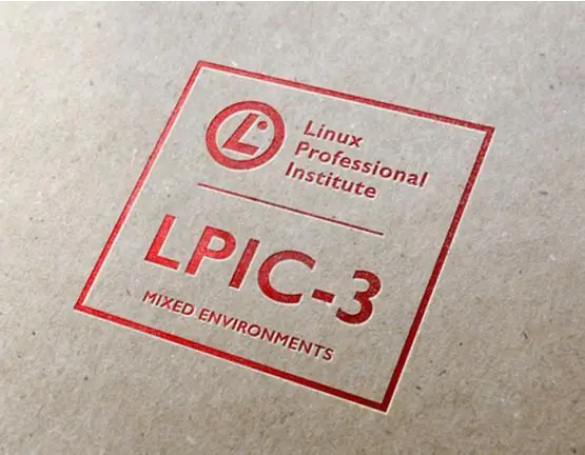 Linux
Professional
Institute
LPIC-3
MIXED ENVIRONMENTS